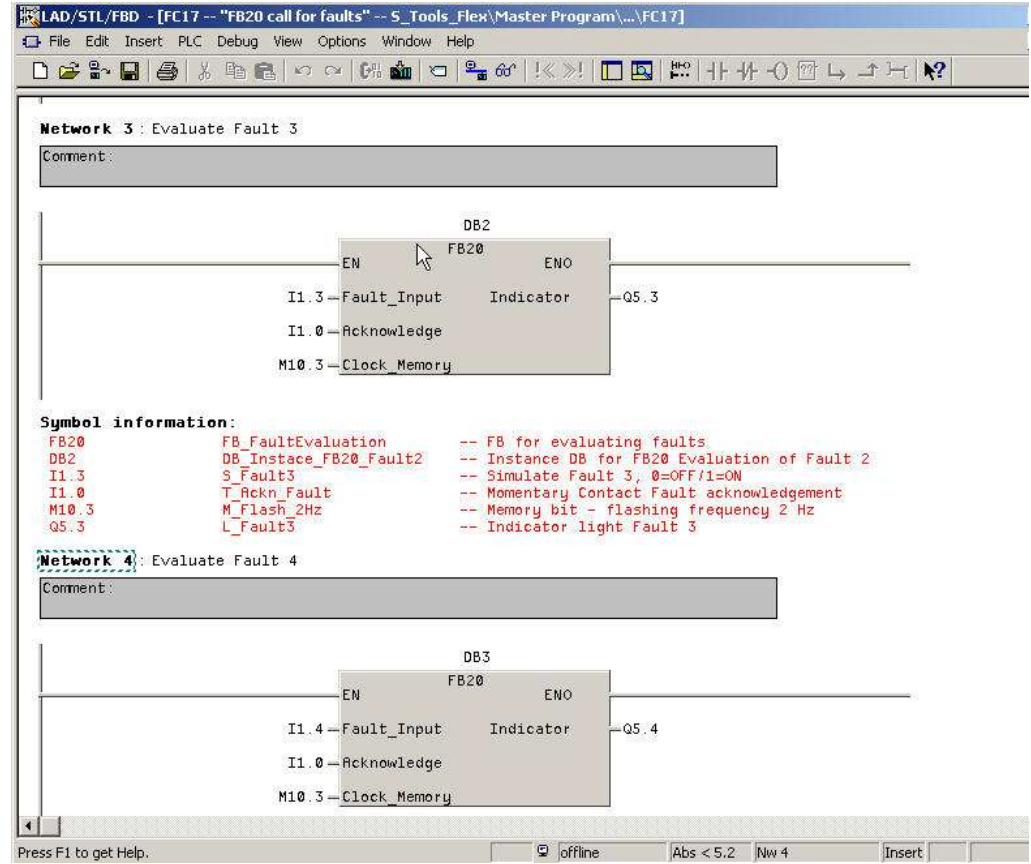 LAD/STL/FBD - [FC17 -- "FB20 call for faults" -- S_Tools_Flex\Master Program\...\FC17]
File Edit Insert PLC Debug View Options Window Help
Network 3 : Evaluate Fault 3
Comment:
DB2
FB20
EN ENO
I1.3 Fault_Input Indicator Q5.3
I1.0 Acknowledge
M10.3 Clock_Memory
Symbol information:
FB20 FB_FaultEvaluation -- FB for evaluating faults
DB2 DB_Instace_FB20_Fault2 -- Instance DB for FB20 Evaluation of Fault 2
I1.3 S_Fault3 -- Simulate Fault 3, 0=OFF/1=ON
I1.0 T_Ackn_Fault -- Momentary Contact Fault acknowledgement
M10.3 M_Flash_2Hz -- Memory bit - flashing frequency 2 Hz
Q5.3 L_Fault3 -- Indicator light Fault 3
Network 4 : Evaluate Fault 4
Comment:
DB3
FB20
EN ENO
I1.4 Fault_Input Indicator Q5.4
I1.0 Acknowledge
M10.3 Clock_Memory
Press F1 to get Help. offline Abs < 5.2 Nw 4 Insert